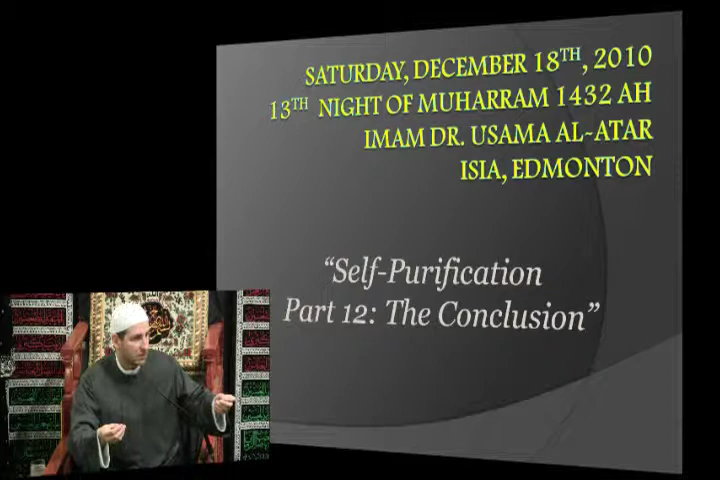 SATURDAY, DECEMBER 18TH, 2010
13TH NIGHT OF MUHARRAM 1432 AH
IMAM DR. USAMA AL-ATAR
ISIA, EDMONTON
“Self-Purification
Part 12: The Conclusion”